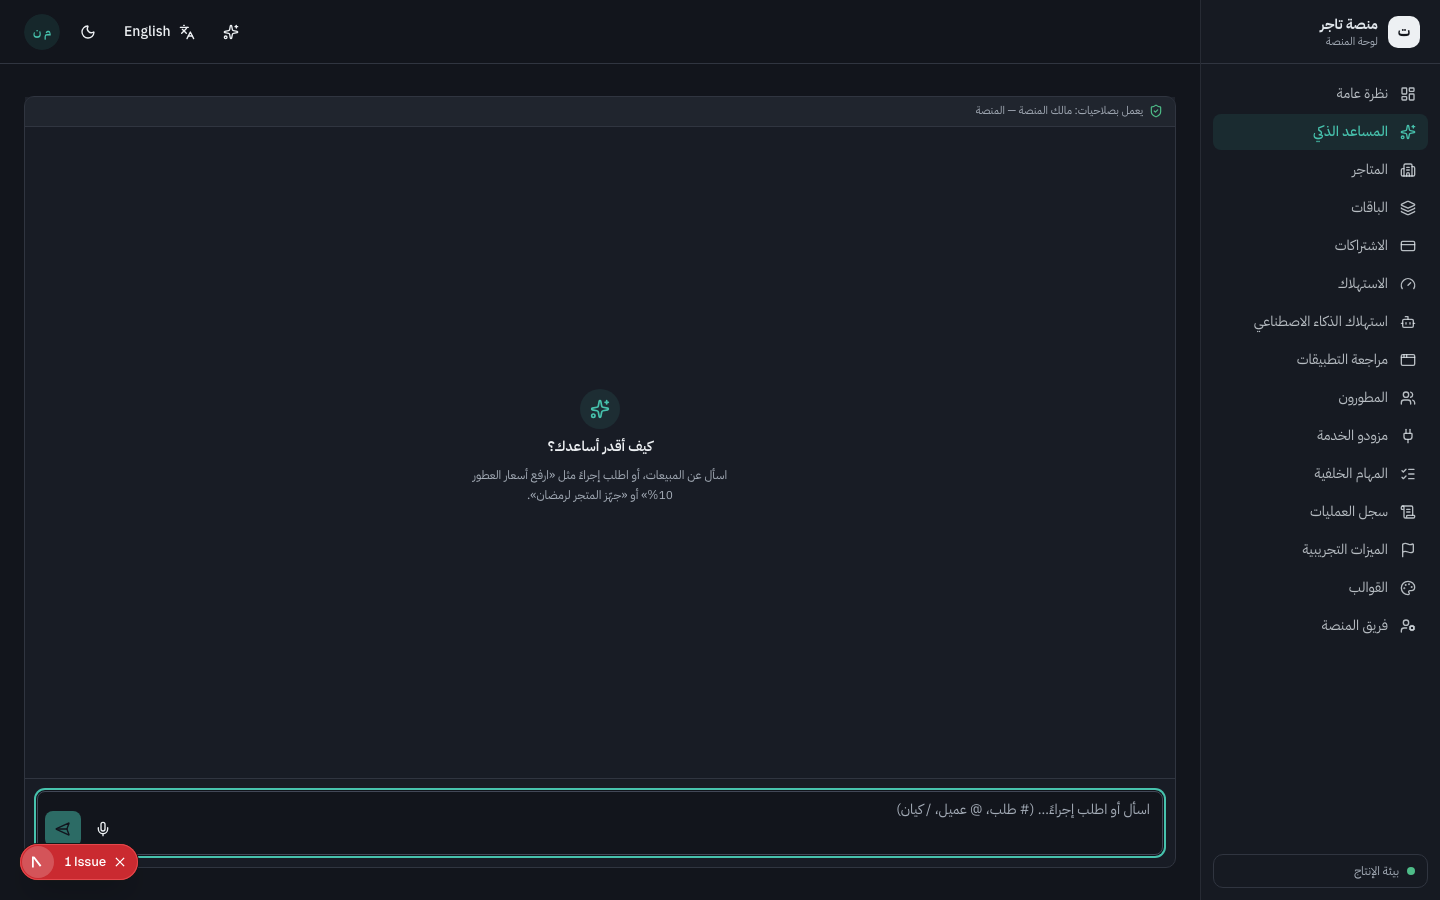 ت
منصة تاجر
لوحة المنصة
English
م ن
نظرة عامة
المساعد الذكي
المتاجر
الباقات
الاشتراكات
الاستهلاك
استهلاك الذكاء الاصطناعي
مراجعة التطبيقات
المطورون
مزودو الخدمة
المهام الخلفية
سجل العمليات
الميزات التجريبية
القوالب
فريق المنصة
بيئة الإنتاج
يعمل بصلاحيات: مالك المنصة — المنصة
كيف أقدر أساعدك؟
اسأل عن المبيعات، أو اطلب إجراءً مثل «ارفع أسعار العطور
10%» أو «جهّز المتجر لرمضان».
اسأل أو اطلب إجراءً... (# طلب، @ عميل، / كيان)
1 Issue